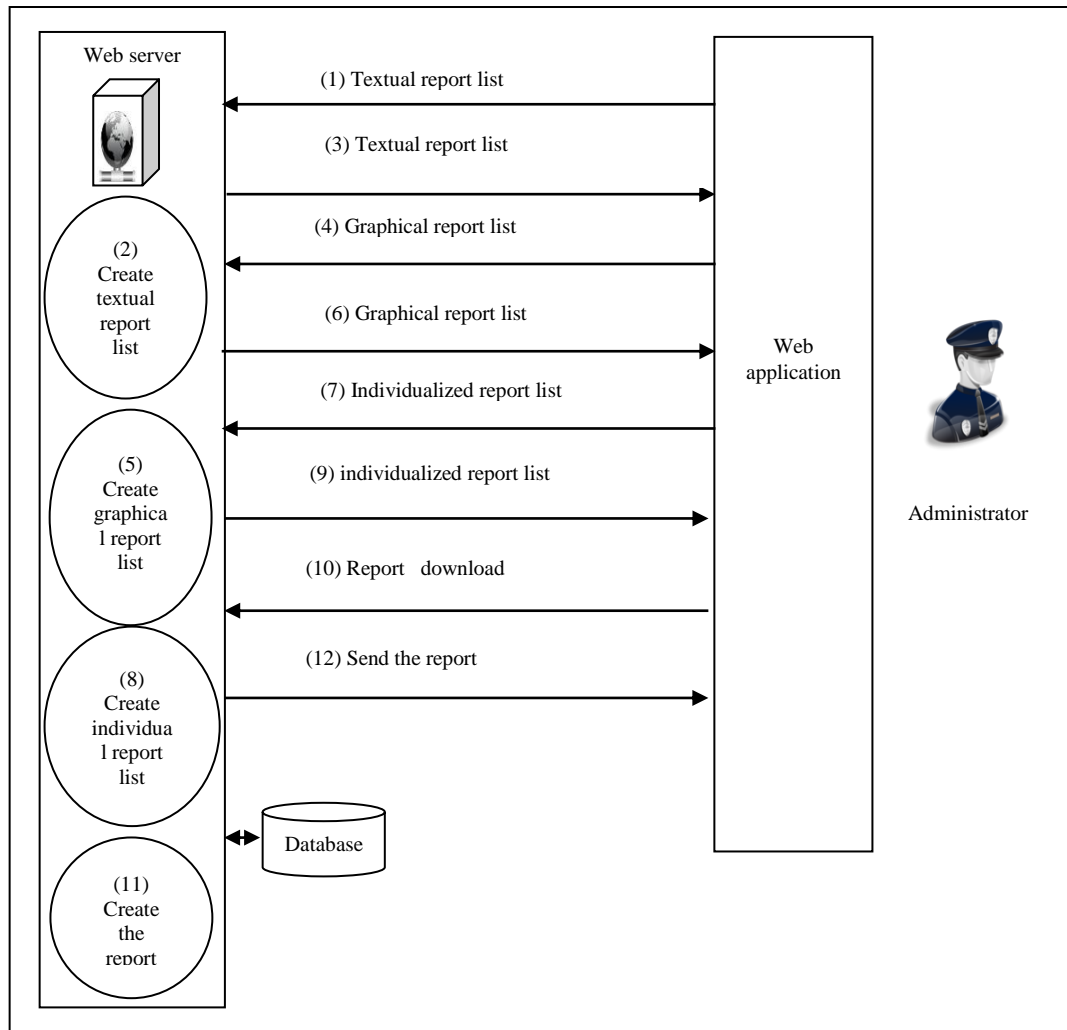 Web server
(1) Textual report list
(3) Textual report list
(4) Graphical report list
(6) Graphical report list
(7) Individualized report list
(9) individualized report list
(10) Report   download
(12) Send the report
(2)
Create
textual
report
list
(5)
Create
graphica
l report
list
(8)
Create
individua
l report
list
(11)
Create
the
report
Database
Web
application
Administrator